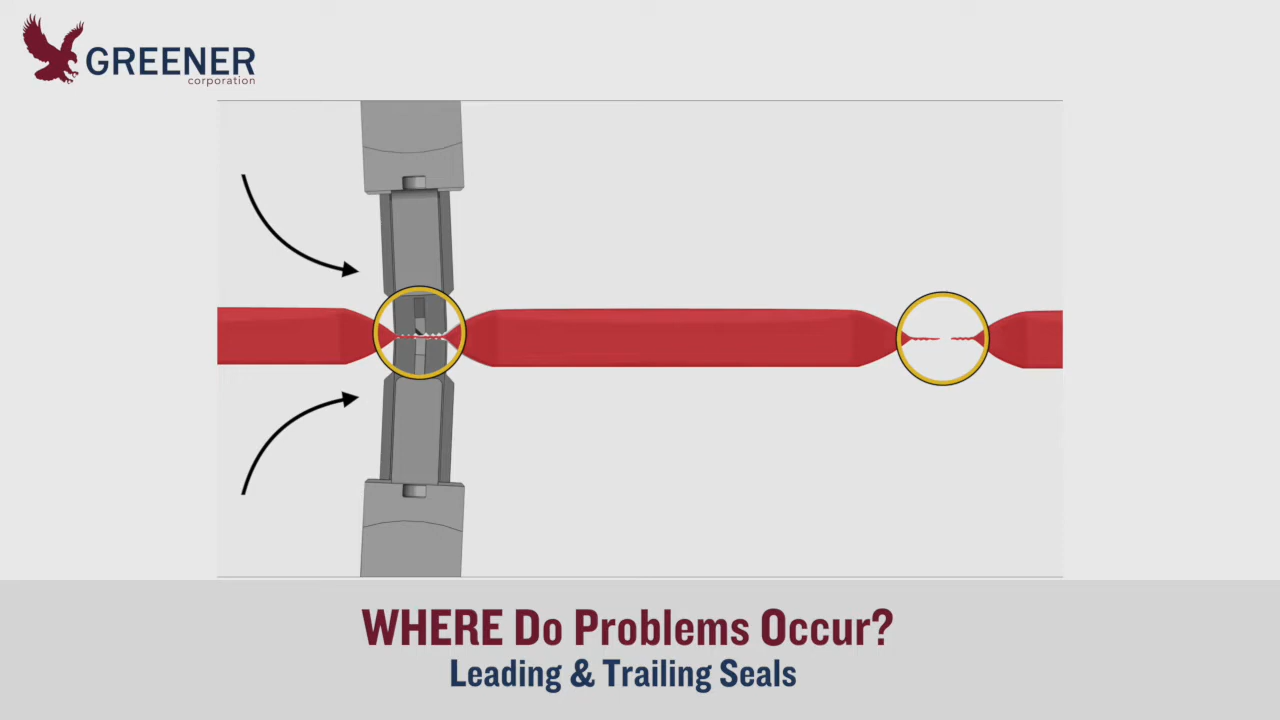 GREENER
corporation
WHERE Do Problems Occur?
Leading & Trailing Seals